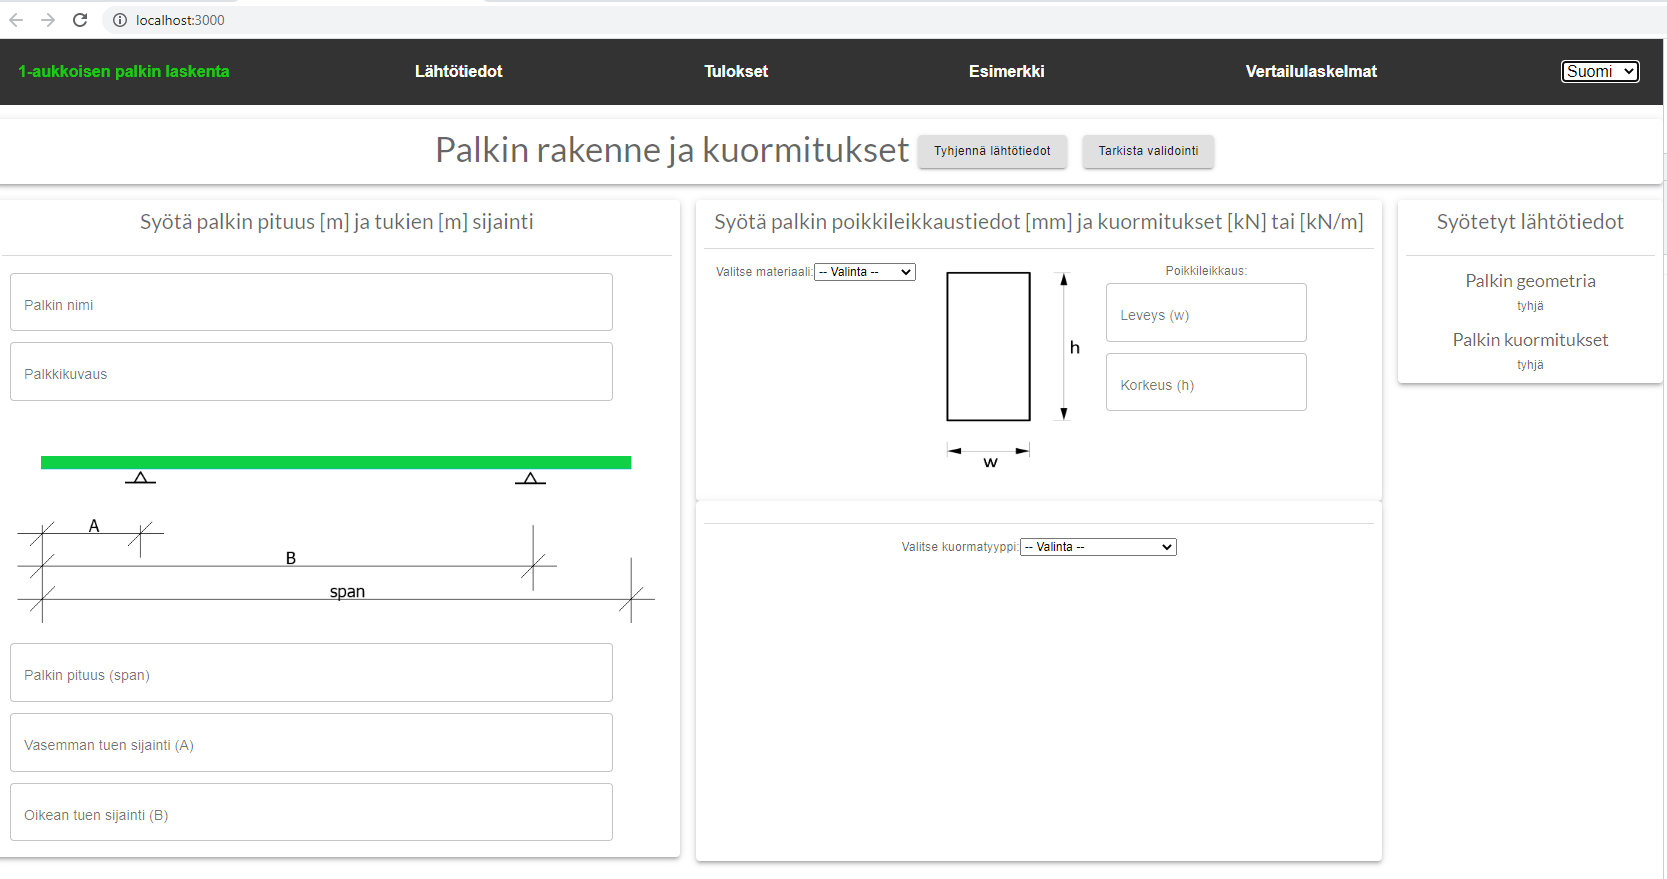 localhost:3000
1-aukkoisen palkin laskenta
Lähtötiedot
Tulokset
Esimerkki
Vertailulaskelmat
Suomi
Palkin rakenne ja kuormitukset
Tyhjennä lähtötiedot
Tarkista validointi
Syötä palkin pituus [m] ja tukien [m] sijainti
Palkin nimi
Palkkikuvaus
A
B
span
Palkin pituus (span)
Vasemman tuen sijainti (A)
Oikean tuen sijainti (B)
Syötä palkin poikkileikkaustiedot [mm] ja kuormitukset [kN] tai [kN/m]
Valitse materiaali: -- Valinta --
h
w
Poikkileikkaus:
Leveys (w)
Korkeus (h)
Valitse kuormatyyppi: -- Valinta --
Syötetyt lähtötiedot
Palkin geometria
tyhjä
Palkin kuormitukset
tyhjä